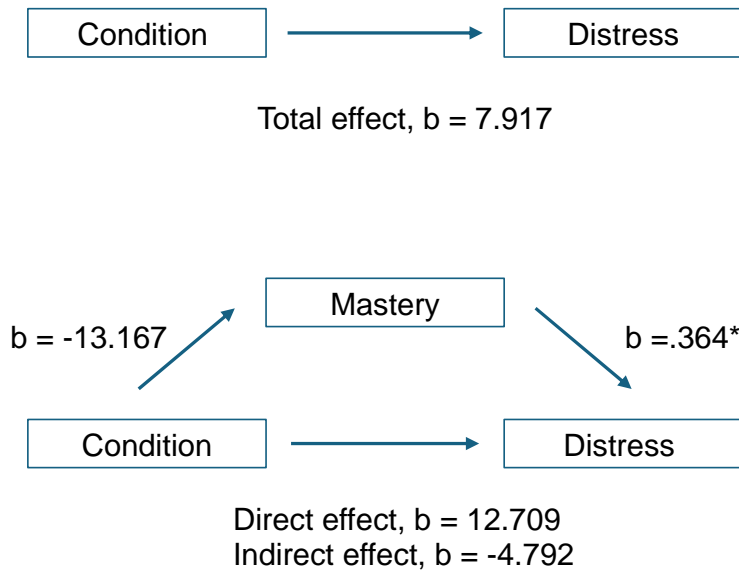 Condition
Distress
Total effect, b = 7.917
Mastery
b = -13.167
b =.364*
Condition
Distress
Direct effect, b = 12.709
Indirect effect, b = -4.792